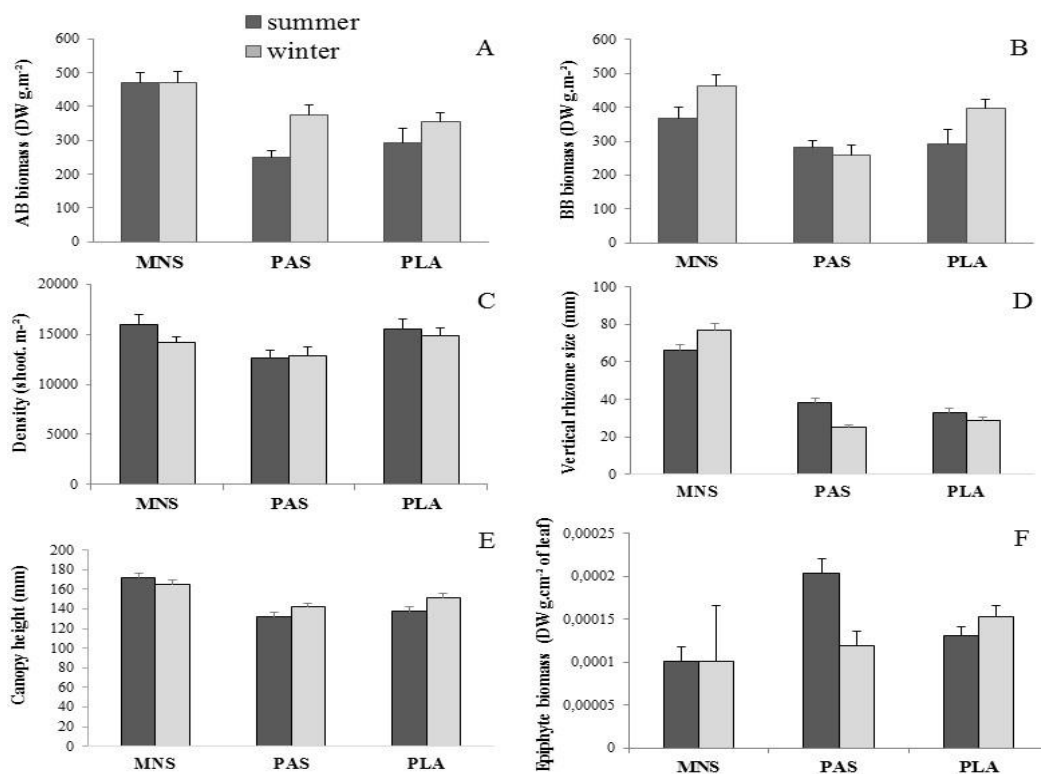 summer
winter
A
AB biomass (DW g.m⁻²)
600
500
400
300
200
100
0
MNS PAS PLA
B
BB biomass (DW g.m-²)
600
500
400
300
200
100
0
MNS PAS PLA
C
Density (shoot. m⁻²)
20000
15000
10000
5000
0
MNS PAS PLA
D
Vertical rhizome size (mm)
100
80
60
40
20
0
MNS PAS PLA
E
Canopy height (mm)
200
180
160
140
120
100
80
60
40
20
0
MNS PAS PLA
F
Epiphyte biomass (DW g.cm⁻² of leaf)
0,00025
0,0002
0,00015
0,0001
0,00005
0
MNS PAS PLA